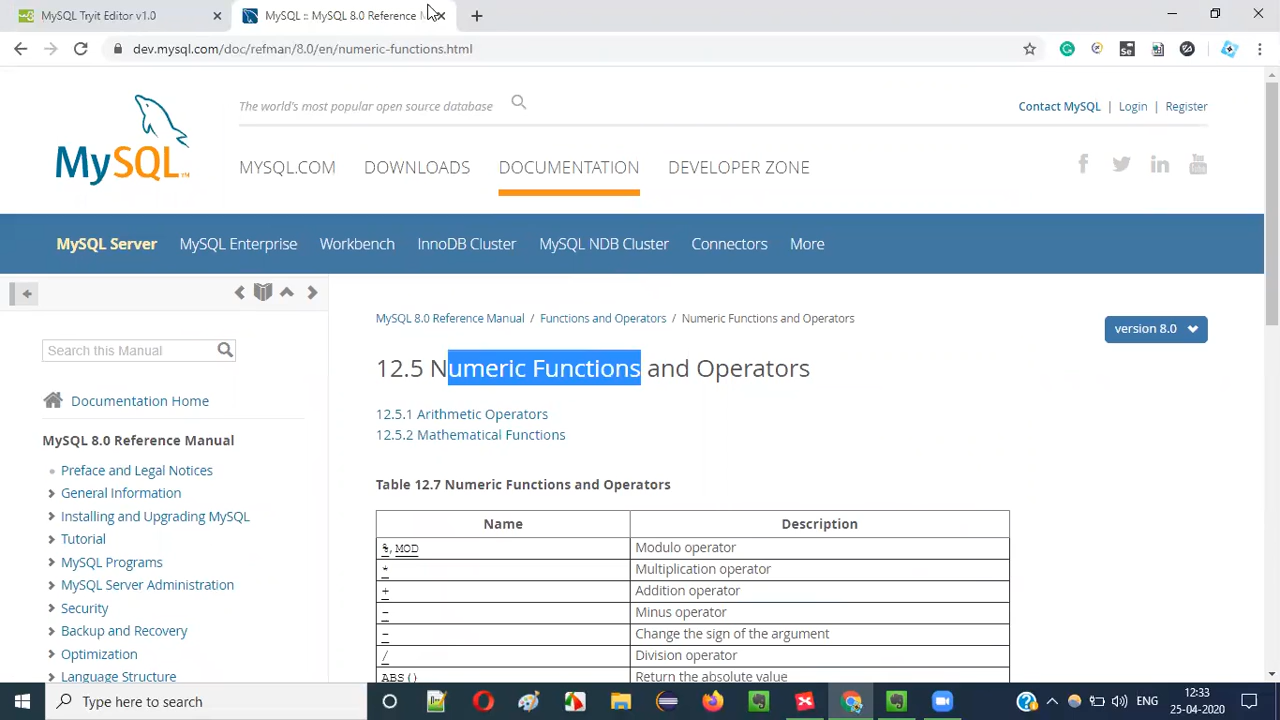 MySQL Tryit Editor v1.0
MySQL :: MySQL 8.0 Reference M
dev.mysql.com/doc/refman/8.0/en/numeric-functions.html
The world's most popular open source database
Contact MySQL | Login | Register
MySQL
MYSQL.COM DOWNLOADS DOCUMENTATION DEVELOPER ZONE
MySQL Server MySQL Enterprise Workbench InnoDB Cluster MySQL NDB Cluster Connectors More
MySQL 8.0 Reference Manual / Functions and Operators / Numeric Functions and Operators
version 8.0
Search this Manual
Documentation Home
MySQL 8.0 Reference Manual
Preface and Legal Notices
General Information
Installing and Upgrading MySQL
Tutorial
MySQL Programs
MySQL Server Administration
Security
Backup and Recovery
Optimization
Language Structure
12.5 Numeric Functions and Operators
12.5.1 Arithmetic Operators
12.5.2 Mathematical Functions
Table 12.7 Numeric Functions and Operators
Name Description
%, MOD Modulo operator
* Multiplication operator
+ Addition operator
- Minus operator
- Change the sign of the argument
/ Division operator
ABS() Return the absolute value
Type here to search
ENG
12:33
25-04-2020